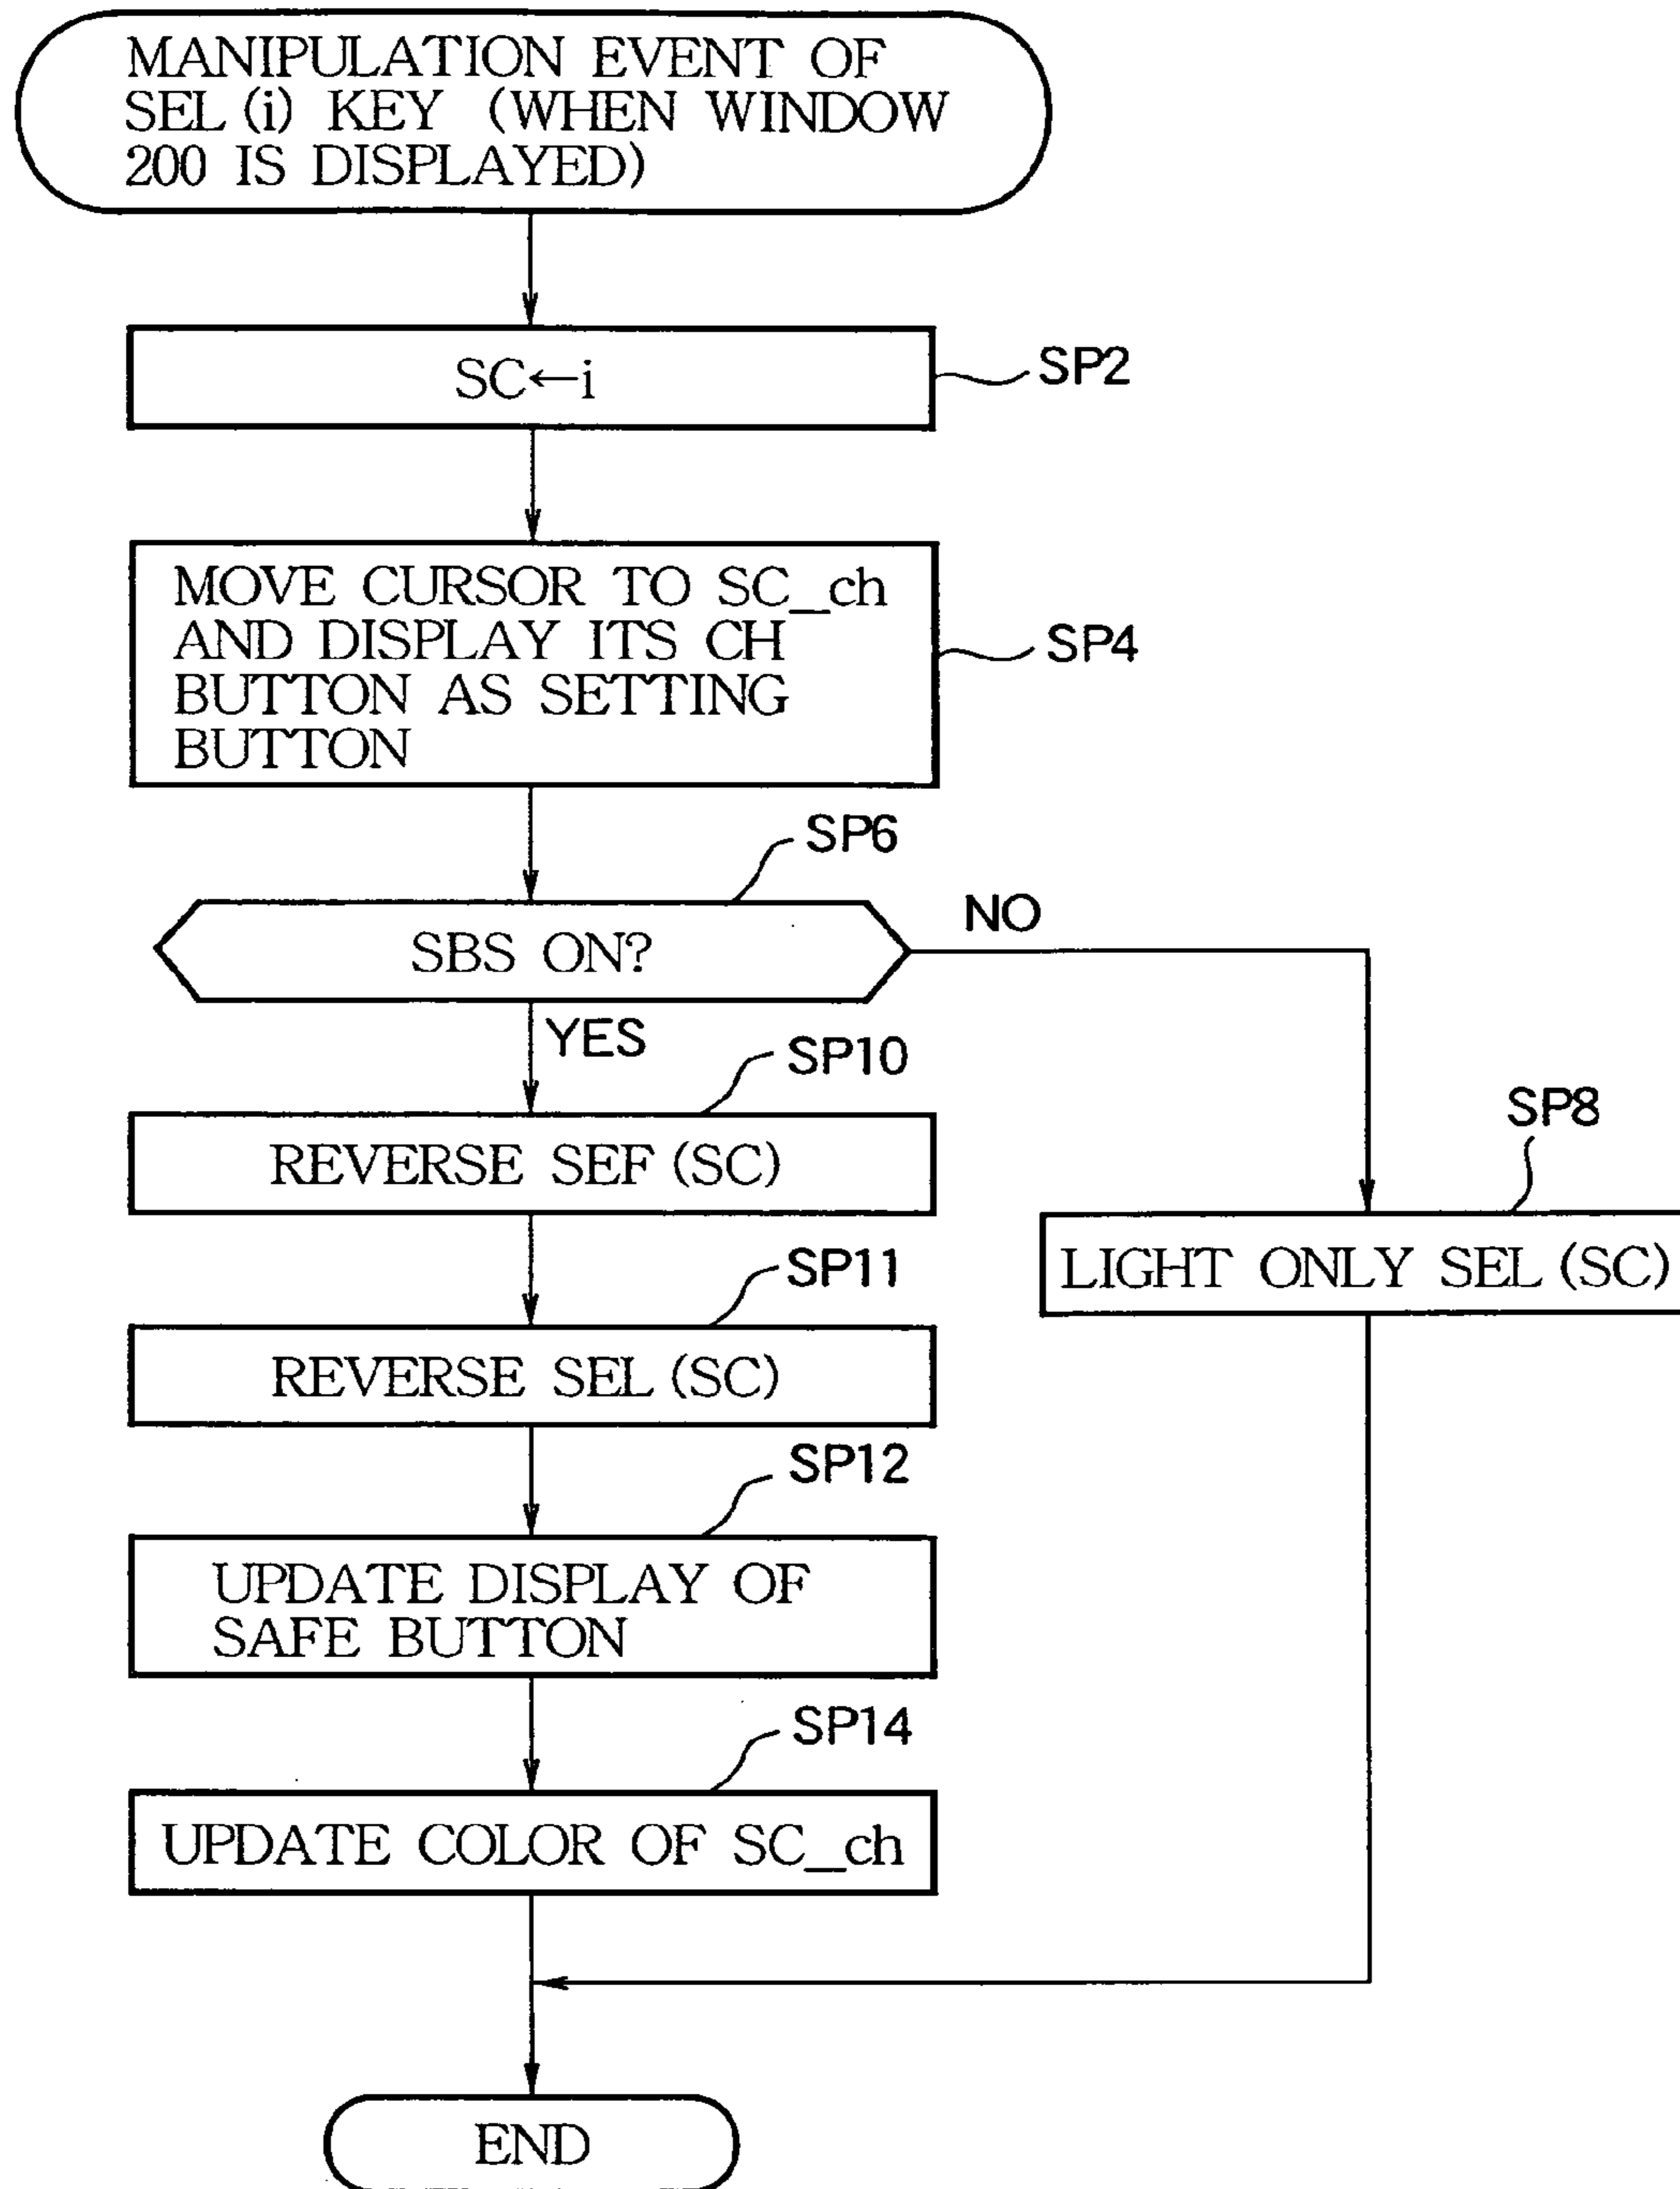 MANIPULATION EVENT OF
SEL(i) KEY (WHEN WINDOW
200 IS DISPLAYED)
SC←i
SP2
MOVE CURSOR TO SC_ch
AND DISPLAY ITS CH
BUTTON AS SETTING
BUTTON
SP4
SP6
SBS ON?
NO
YES
SP10
REVERSE SEF(SC)
SP8
LIGHT ONLY SEL(SC)
SP11
REVERSE SEL(SC)
SP12
UPDATE DISPLAY OF
SAFE BUTTON
SP14
UPDATE COLOR OF SC_ch
END